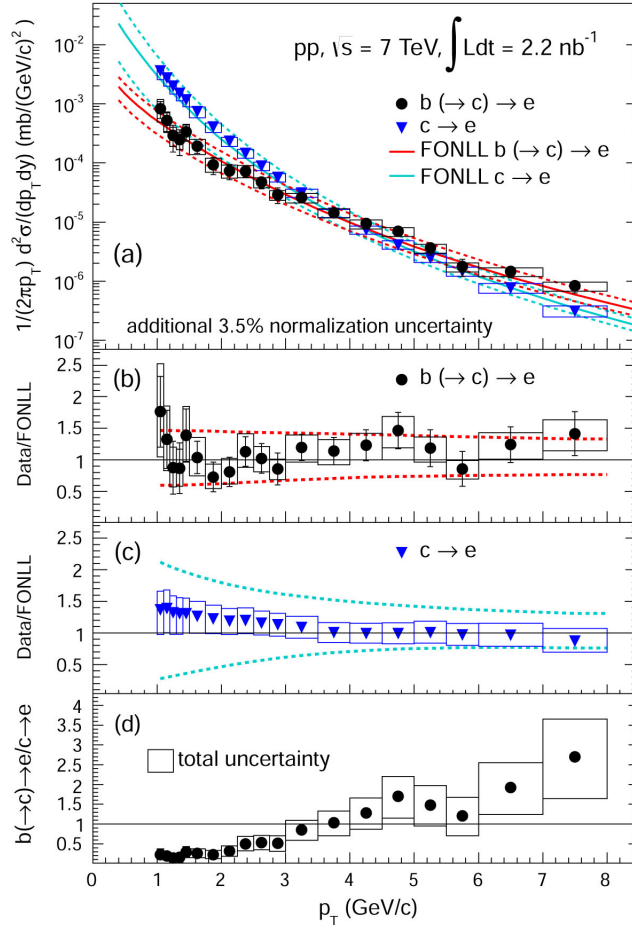 pp, √s = 7 TeV, ∫ Ldt = 2.2 nb⁻¹
b (→ c) → e
c → e
FONLL b (→ c) → e
FONLL c → e
1/(2πp_T) d²σ/(dp_T dy) (mb/(GeV/c)²)
10⁻²
10⁻³
10⁻⁴
10⁻⁵
10⁻⁶
10⁻⁷
(a)
additional 3.5% normalization uncertainty
Data/FONLL
2.5
2
1.5
1
0.5
(b)
b (→ c) → e
Data/FONLL
2.5
2
1.5
1
0.5
(c)
c → e
b(→c)→e/c→e
4
3.5
3
2.5
2
1.5
1
0.5
(d)
total uncertainty
0 1 2 3 4 5 6 7 8
p_T (GeV/c)